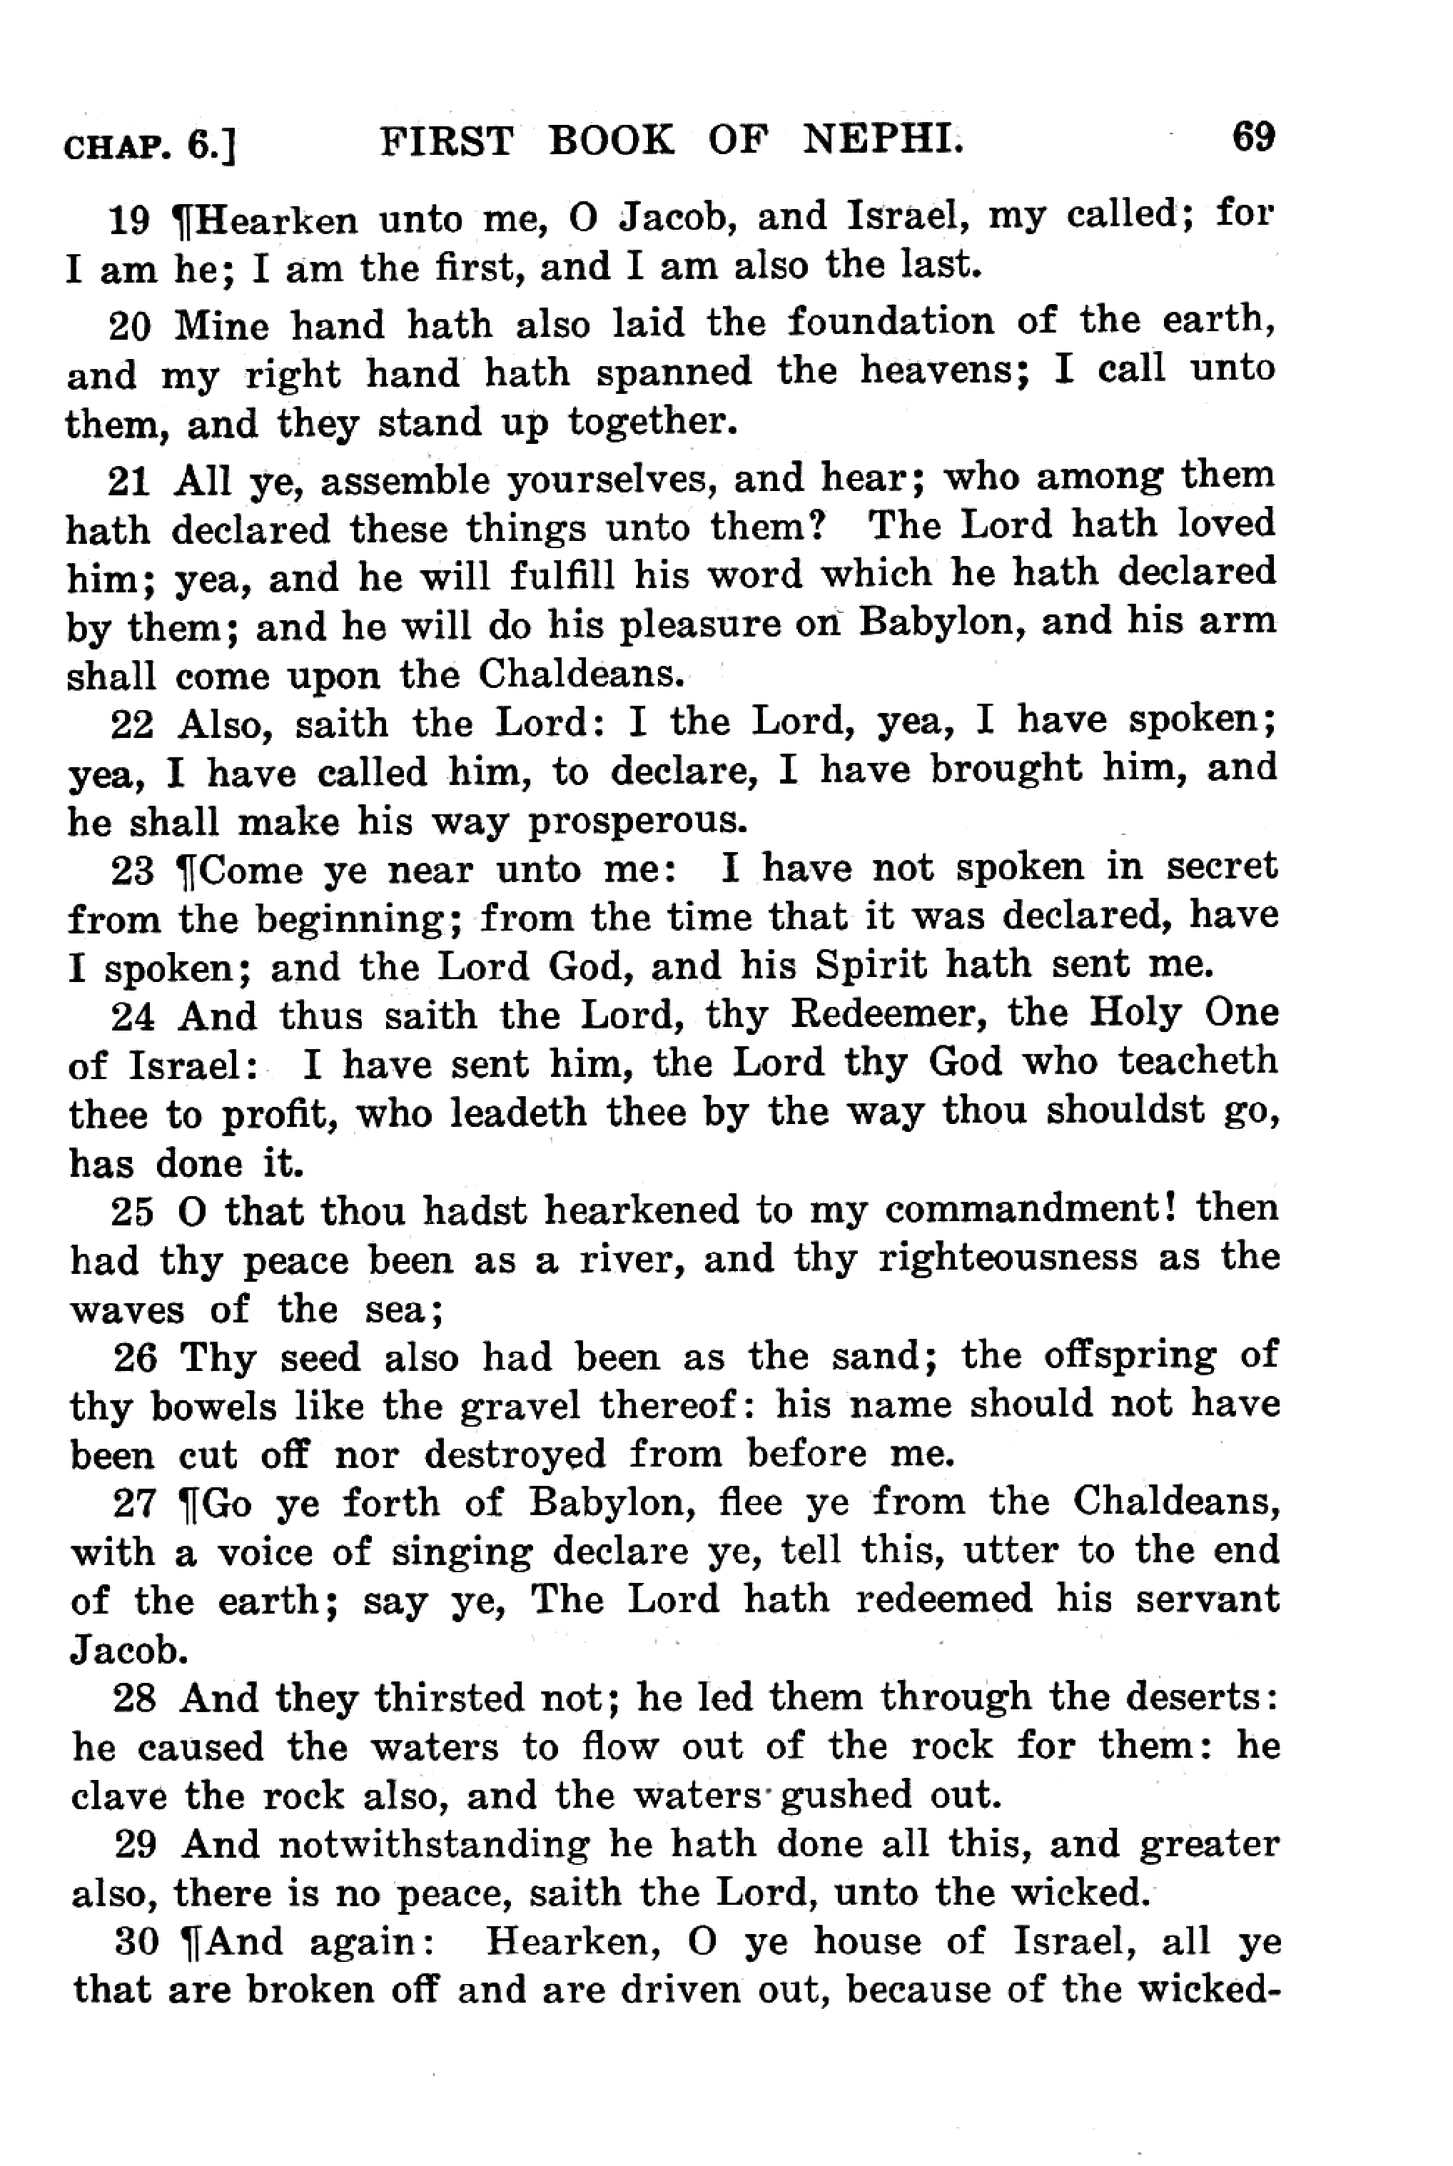 CHAP. 6.] FIRST BOOK OF NEPHI. 69
19 ¶Hearken unto me, O Jacob, and Israel, my called; for
I am he; I am the first, and I am also the last.
20 Mine hand hath also laid the foundation of the earth,
and my right hand hath spanned the heavens; I call unto
them, and they stand up together.
21 All ye, assemble yourselves, and hear; who among them
hath declared these things unto them? The Lord hath loved
him; yea, and he will fulfill his word which he hath declared
by them; and he will do his pleasure on Babylon, and his arm
shall come upon the Chaldeans.
22 Also, saith the Lord: I the Lord, yea, I have spoken;
yea, I have called him, to declare, I have brought him, and
he shall make his way prosperous.
23 ¶Come ye near unto me: I have not spoken in secret
from the beginning; from the time that it was declared, have
I spoken; and the Lord God, and his Spirit hath sent me.
24 And thus saith the Lord, thy Redeemer, the Holy One
of Israel: I have sent him, the Lord thy God who teacheth
thee to profit, who leadeth thee by the way thou shouldst go,
has done it.
25 O that thou hadst hearkened to my commandment! then
had thy peace been as a river, and thy righteousness as the
waves of the sea;
26 Thy seed also had been as the sand; the offspring of
thy bowels like the gravel thereof: his name should not have
been cut off nor destroyed from before me.
27 ¶Go ye forth of Babylon, flee ye from the Chaldeans,
with a voice of singing declare ye, tell this, utter to the end
of the earth; say ye, The Lord hath redeemed his servant
Jacob.
28 And they thirsted not; he led them through the deserts:
he caused the waters to flow out of the rock for them: he
clave the rock also, and the waters gushed out.
29 And notwithstanding he hath done all this, and greater
also, there is no peace, saith the Lord, unto the wicked.
30 ¶And again: Hearken, O ye house of Israel, all ye
that are broken off and are driven out, because of the wicked-